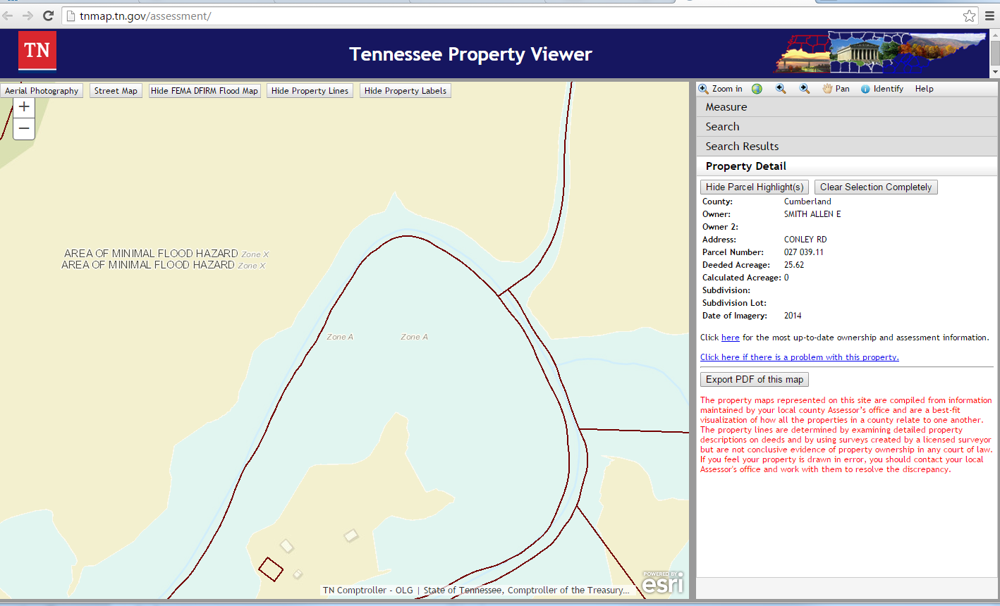 tnmap.tn.gov/assessment/
TN
Tennessee Property Viewer
Aerial Photography
Street Map
Hide FEMA DFIRM Flood Map
Hide Property Lines
Hide Property Labels
+
−
AREA OF MINIMAL FLOOD HAZARD Zone X
AREA OF MINIMAL FLOOD HAZARD Zone X
Zone A
Zone A
TN Comptroller - OLG | State of Tennessee, Comptroller of the Treasury...
POWERED BY
esri
Zoom in
Pan
Identify
Help
Measure
Search
Search Results
Property Detail
Hide Parcel Highlight(s)
Clear Selection Completely
County: Cumberland
Owner: SMITH ALLEN E
Owner 2:
Address: CONLEY RD
Parcel Number: 027 039.11
Deeded Acreage: 25.62
Calculated Acreage: 0
Subdivision:
Subdivision Lot:
Date of Imagery: 2014
Click here for the most up-to-date ownership and assessment information.
Click here if there is a problem with this property.
Export PDF of this map
The property maps represented on this site are compiled from information
maintained by your local county Assessor's office and are a best-fit
visualization of how all the properties in a county relate to one another.
The property lines are determined by examining detailed property
descriptions on deeds and by using surveys created by a licensed surveyor
but are not conclusive evidence of property ownership in any court of law.
If you feel your property is drawn in error, you should contact your local
Assessor's office and work with them to resolve the discrepancy.